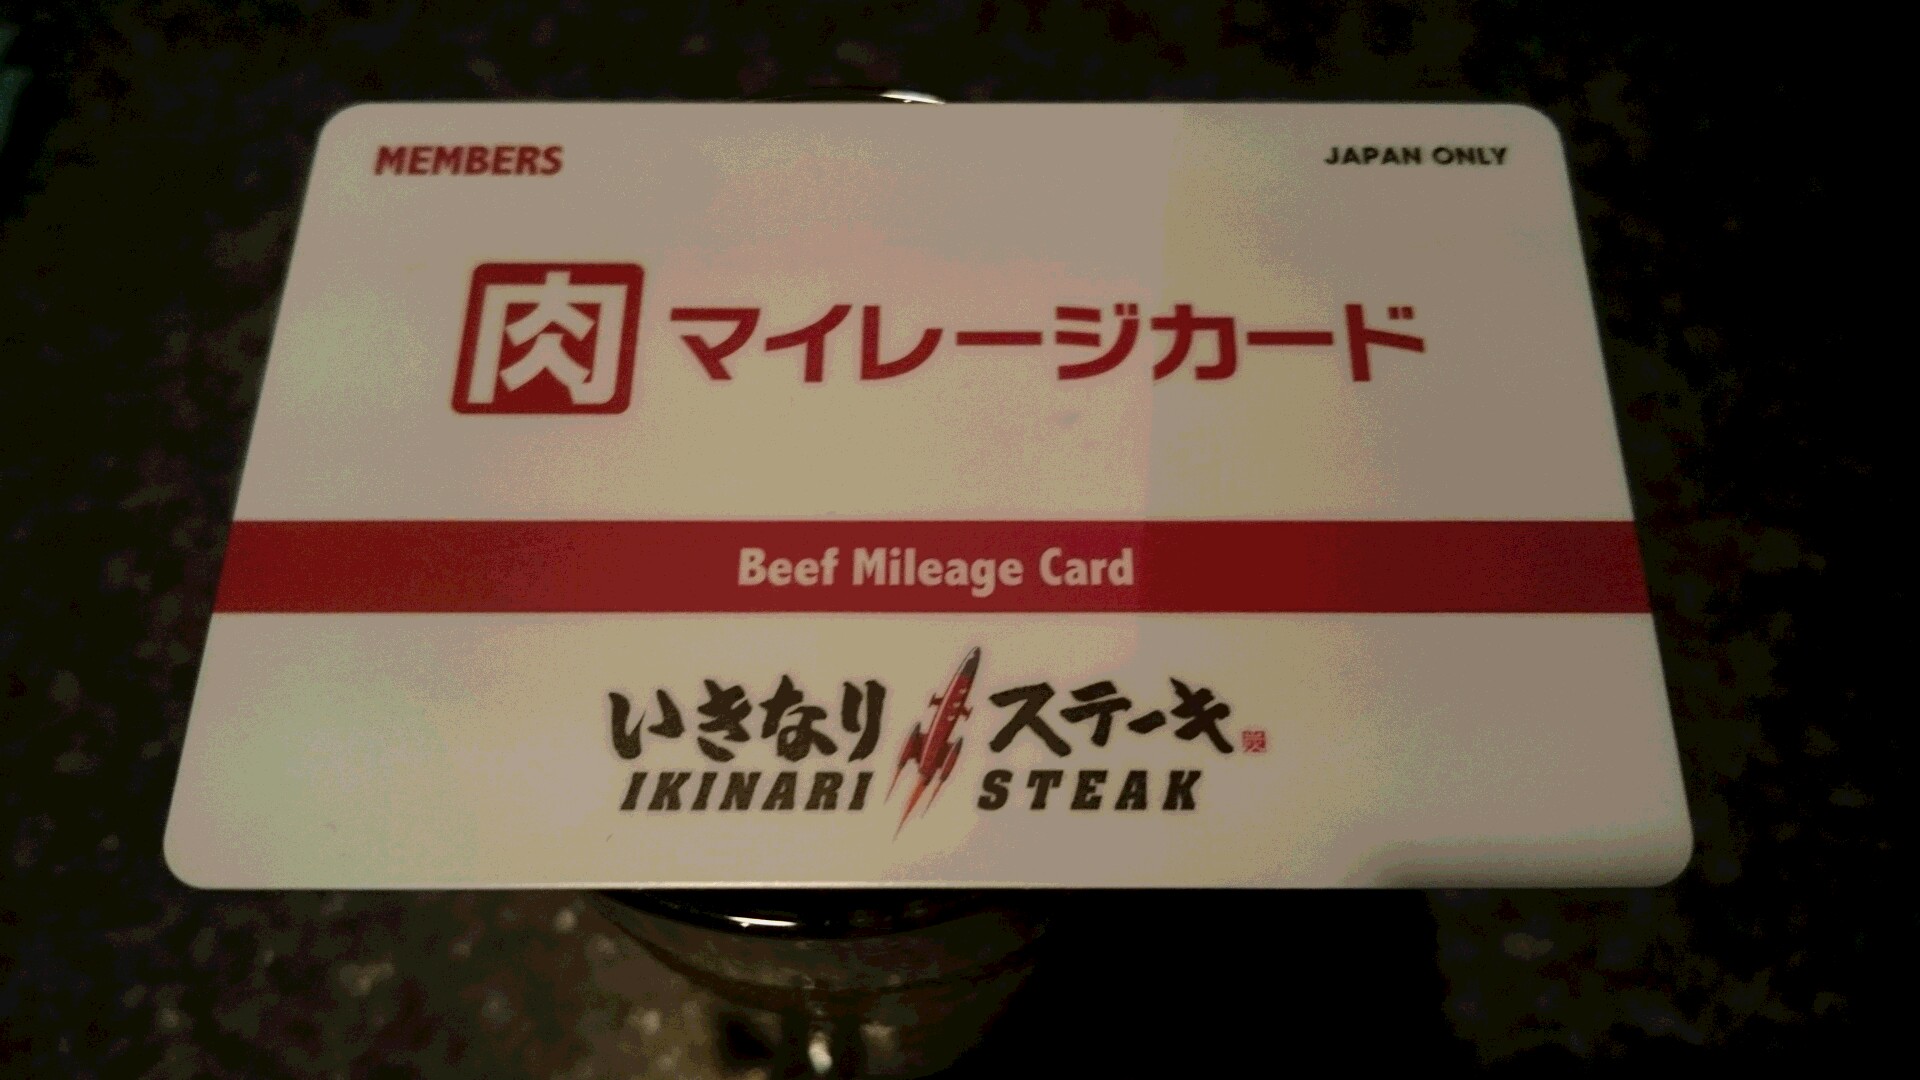 MEMBERS
JAPAN ONLY
肉 マイレージカード
Beef Mileage Card
いきなり ステーキ 炭
IKINARI STEAK